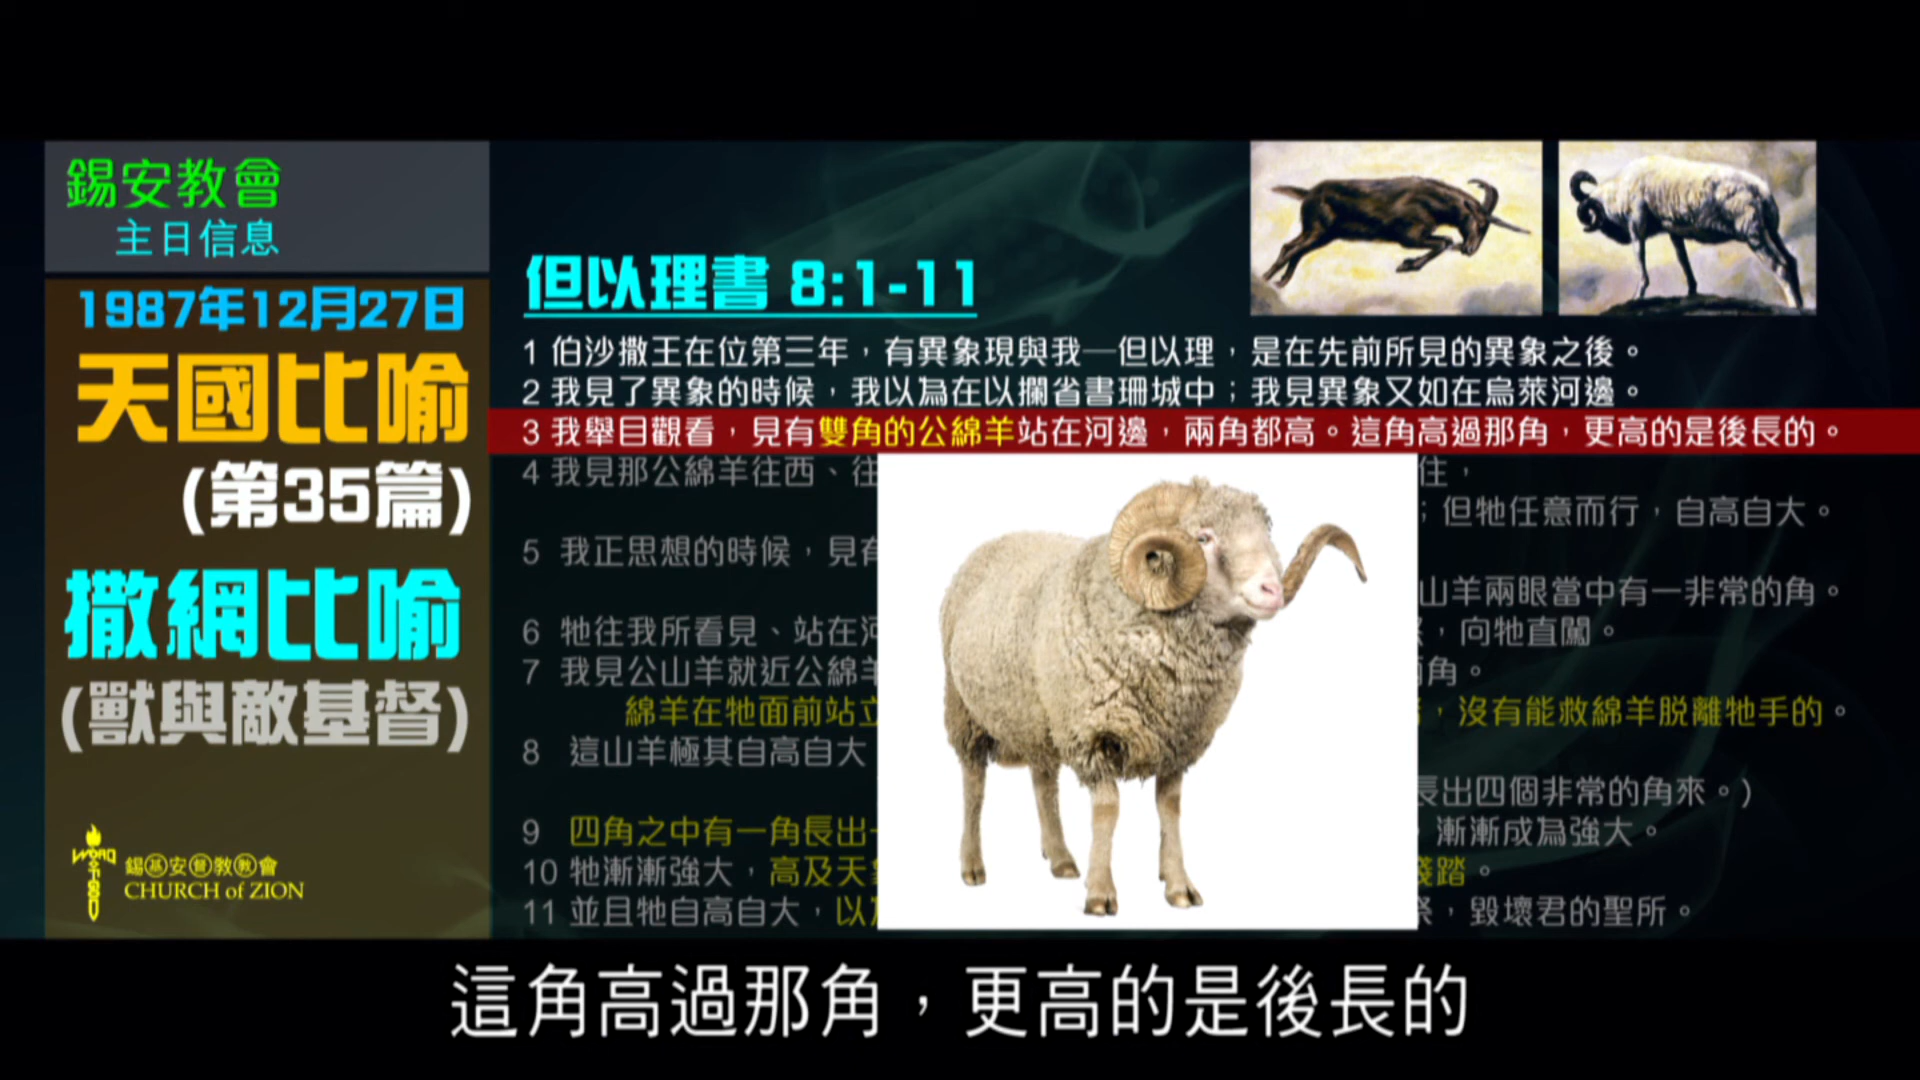 錫安教會
主日信息
1987年12月27日
天國比喻
(第35篇)
撒網比喻
(獸與敵基督)
WORD OF GOD
錫基安督教教會
CHURCH of ZION
但以理書 8:1-11
1 伯沙撒王在位第三年，有異象現與我—但以理，是在先前所見的異象之後。
2 我見了異象的時候，我以為在以攔省書珊城中；我見異象又如在烏萊河邊。
3 我舉目觀看，見有雙角的公綿羊站在河邊，兩角都高。這角高過那角，更高的是後長的。
4 我見那公綿羊往西、往 住，
；但牠任意而行，自高自大。
5 我正思想的時候，見有
山羊兩眼當中有一非常的角。
6 牠往我所看見、站在河 ，向牠直闖。
7 我見公山羊就近公綿羊 角。
綿羊在牠面前站立 ，沒有能救綿羊脫離牠手的。
8 這山羊極其自高自大
長出四個非常的角來。)
9 四角之中有一角長出一 漸漸成為強大。
10 牠漸漸強大，高及天象 踐踏。
11 並且牠自高自大，以 ，毀壞君的聖所。
這角高過那角，更高的是後長的